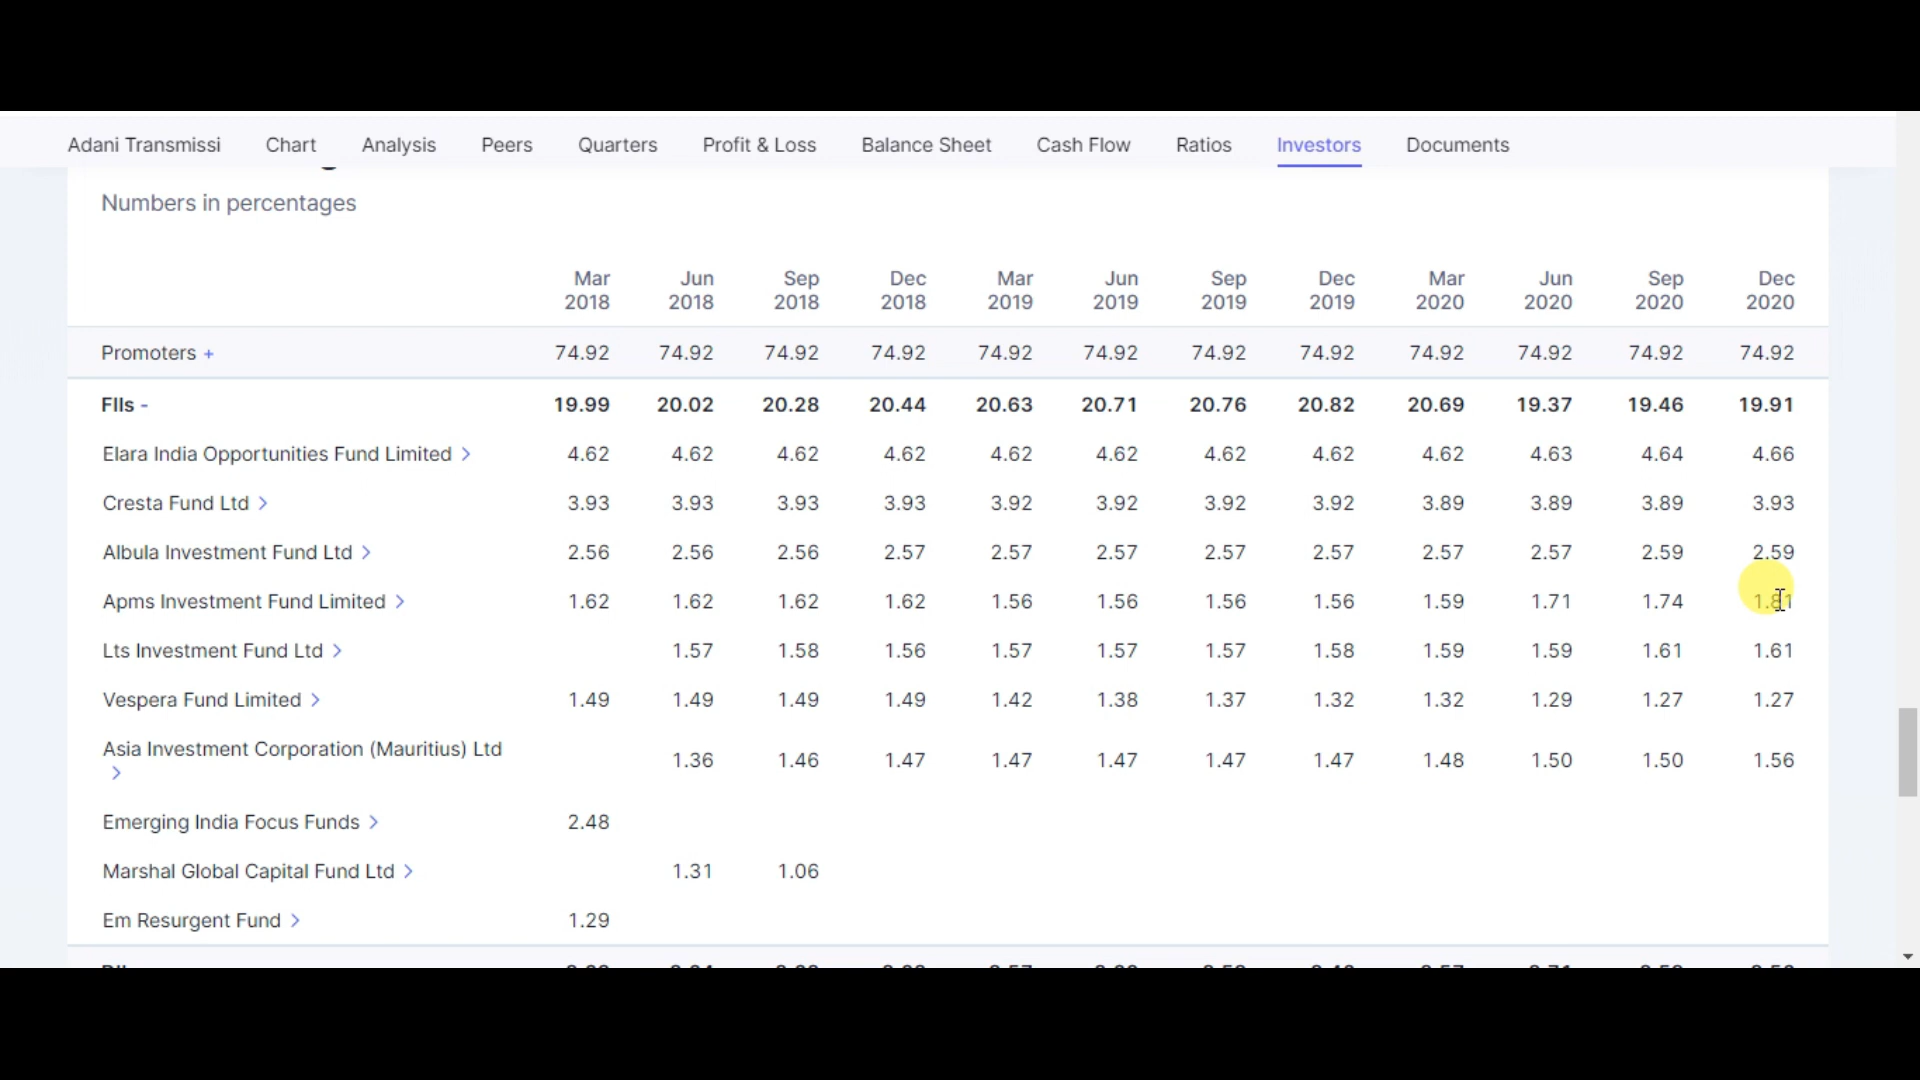 Adani Transmissi Chart Analysis Peers Quarters Profit & Loss Balance Sheet Cash Flow Ratios Investors Documents
Numbers in percentages
Mar Jun Sep Dec Mar Jun Sep Dec Mar Jun Sep Dec
2018 2018 2018 2018 2019 2019 2019 2019 2020 2020 2020 2020
Promoters + 74.92 74.92 74.92 74.92 74.92 74.92 74.92 74.92 74.92 74.92 74.92 74.92
FIIs - 19.99 20.02 20.28 20.44 20.63 20.71 20.76 20.82 20.69 19.37 19.46 19.91
Elara India Opportunities Fund Limited > 4.62 4.62 4.62 4.62 4.62 4.62 4.62 4.62 4.62 4.63 4.64 4.66
Cresta Fund Ltd > 3.93 3.93 3.93 3.93 3.92 3.92 3.92 3.92 3.89 3.89 3.89 3.93
Albula Investment Fund Ltd > 2.56 2.56 2.56 2.57 2.57 2.57 2.57 2.57 2.57 2.57 2.59 2.59
Apms Investment Fund Limited > 1.62 1.62 1.62 1.62 1.56 1.56 1.56 1.56 1.59 1.71 1.74 1.81
Lts Investment Fund Ltd > 1.57 1.58 1.56 1.57 1.57 1.57 1.58 1.59 1.59 1.61 1.61
Vespera Fund Limited > 1.49 1.49 1.49 1.49 1.42 1.38 1.37 1.32 1.32 1.29 1.27 1.27
Asia Investment Corporation (Mauritius) Ltd > 1.36 1.46 1.47 1.47 1.47 1.47 1.47 1.48 1.50 1.50 1.56
Emerging India Focus Funds > 2.48
Marshal Global Capital Fund Ltd > 1.31 1.06
Em Resurgent Fund > 1.29